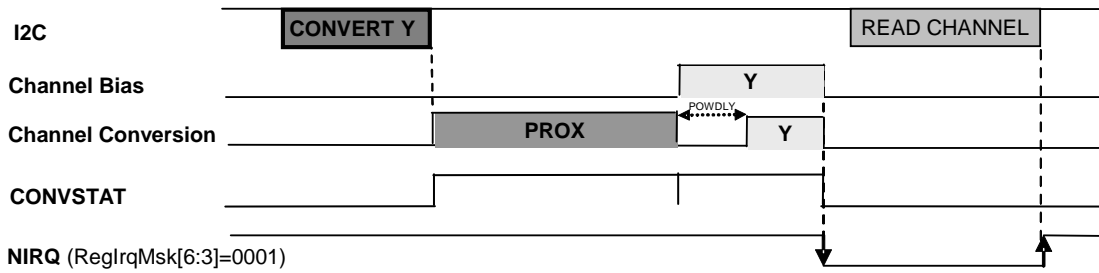 I2C
CONVERT Y
READ CHANNEL
Channel Bias
Y
POWDLY
Channel Conversion
PROX
Y
CONVSTAT
NIRQ (RegIrqMsk[6:3]=0001)